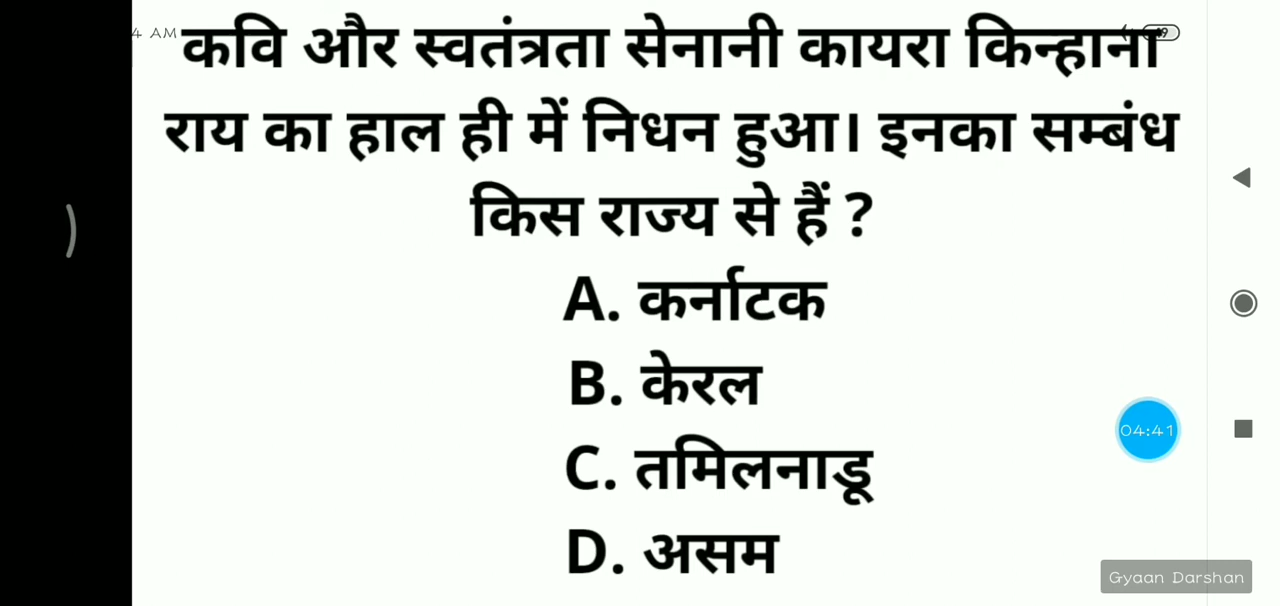 4 AM
कवि और स्वतंत्रता सेनानी कायरा किन्हाना
राय का हाल ही में निधन हुआ। इनका सम्बंध
किस राज्य से हैं ?
A. कर्नाटक
B. केरल
C. तमिलनाडू
04:41
D. असम
Gyaan Darshan